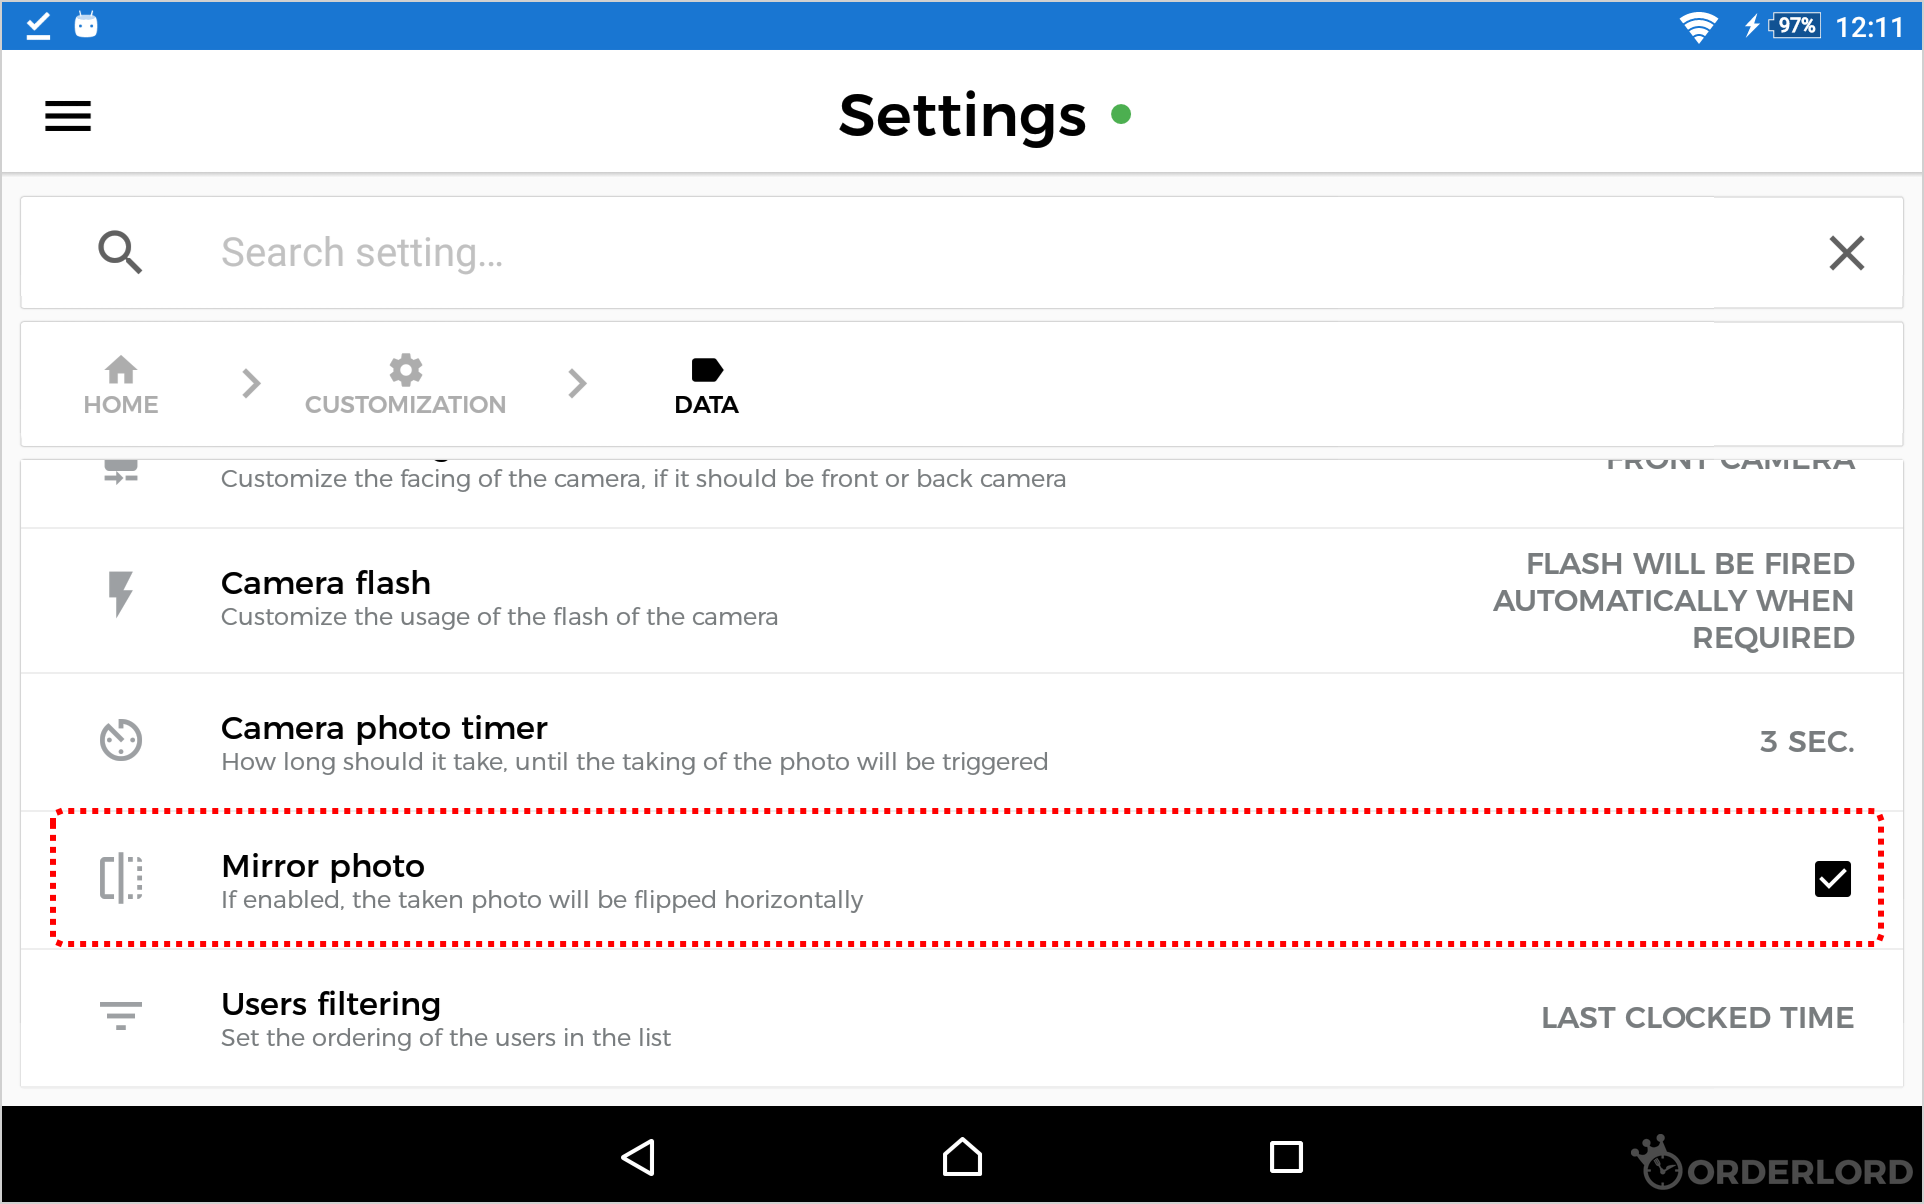 97% 12:11
Settings
Search setting...
HOME CUSTOMIZATION DATA
FRONT CAMERA
Customize the facing of the camera, if it should be front or back camera
Camera flash
Customize the usage of the flash of the camera
FLASH WILL BE FIRED
AUTOMATICALLY WHEN
REQUIRED
Camera photo timer
How long should it take, until the taking of the photo will be triggered
3 SEC.
Mirror photo
If enabled, the taken photo will be flipped horizontally
Users filtering
Set the ordering of the users in the list
LAST CLOCKED TIME
ORDERLORD